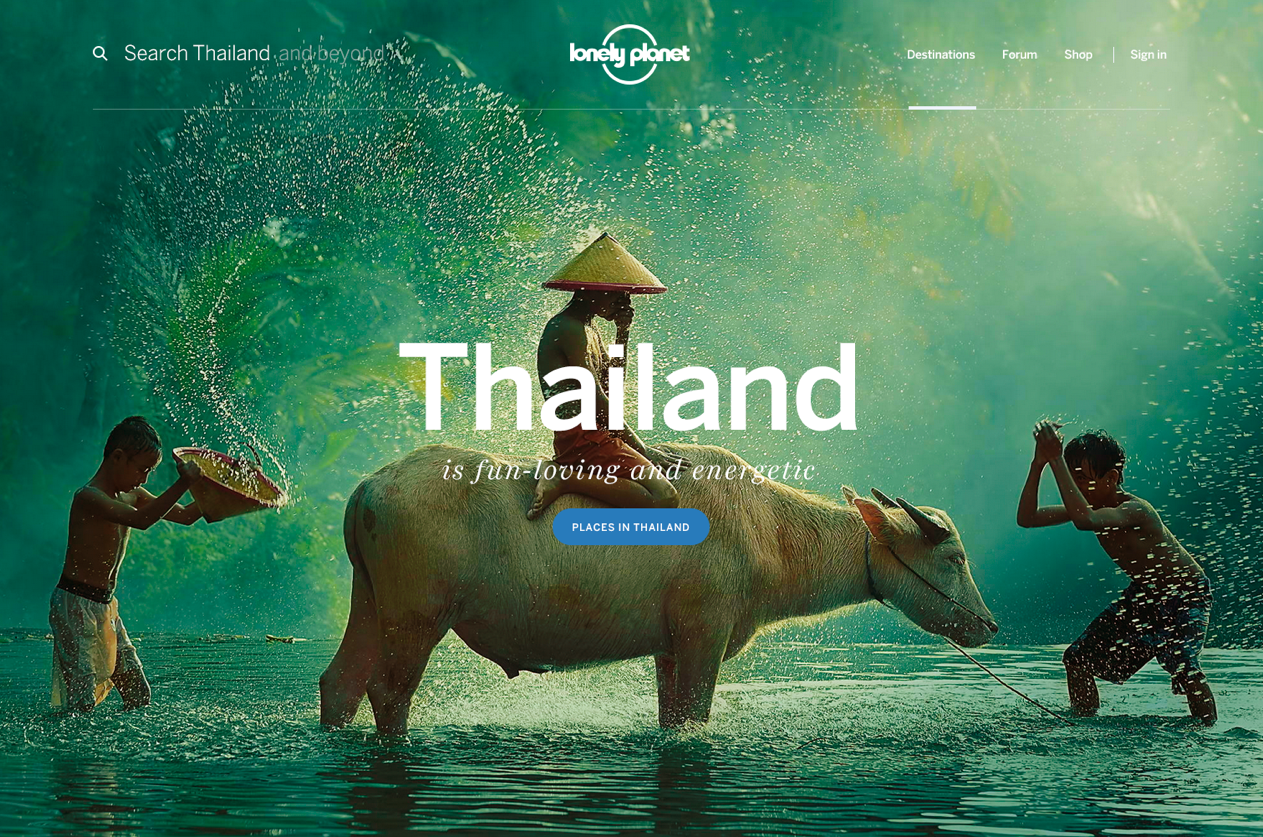 Search Thailand and beyond
lonely planet
Destinations Forum Shop Sign in
Thailand
is fun-loving and energetic
PLACES IN THAILAND